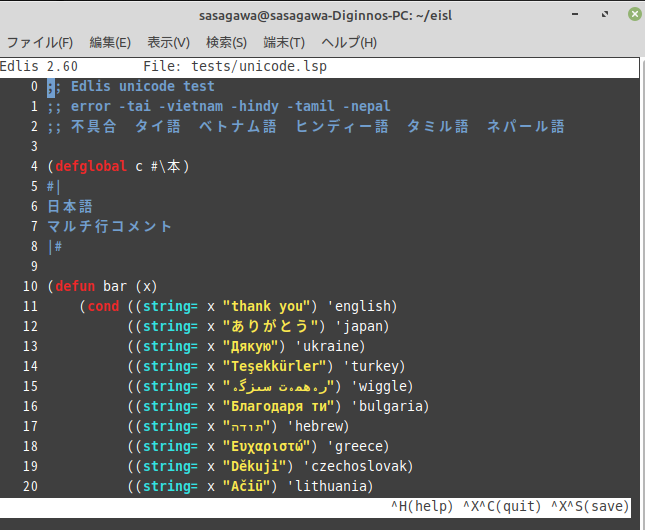 sasagawa@sasagawa-Diginnos-PC: ~/eisl
ファイル(F) 編集(E) 表示(V) 検索(S) 端末(T) ヘルプ(H)
Edlis 2.60 File: tests/unicode.lsp
0 ;; Edlis unicode test
1 ;; error -tai -vietnam -hindy -tamil -nepal
2 ;; 不具合 タイ語 ベトナム語 ヒンディー語 タミル語 ネパール語
3
4 (defglobal c #\本)
5 #|
6 日本語
7 マルチ行コメント
8 |#
9
10 (defun bar (x)
11 (cond ((string= x "thank you") 'english)
12 ((string= x "ありがとう") 'japan)
13 ((string= x "Дякую") 'ukraine)
14 ((string= x "Teşekkürler") 'turkey)
15 ((string= x "") 'wiggle)
16 ((string= x "Благодаря ти") 'bulgaria)
17 ((string= x "תודה") 'hebrew)
18 ((string= x "Ευχαριστώ") 'greece)
19 ((string= x "Děkuji") 'czechoslovak)
20 ((string= x "Ačiū") 'lithuania)
^H(help) ^X^C(quit) ^X^S(save)